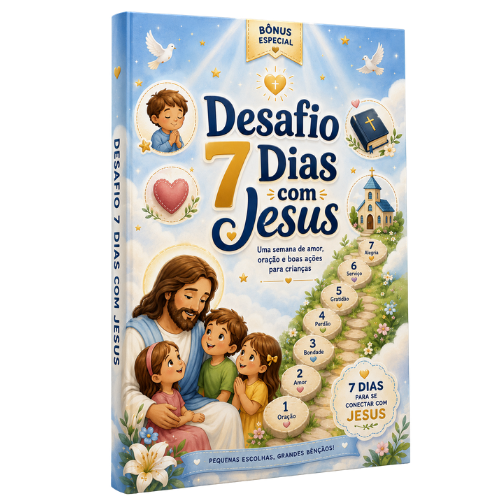 BÔNUS
ESPECIAL
Desafio
7 Dias
com
Jesus
Uma semana de amor,
oração e boas ações
para crianças
7
Alegria
6
Serviço
5
Gratidão
4
Perdão
3
Bondade
2
Amor
1
Oração
7 DIAS
PARA SE
CONECTAR COM
JESUS
PEQUENAS ESCOLHAS, GRANDES BÊNÇÃOS!
DESAFIO 7 DIAS COM JESUS